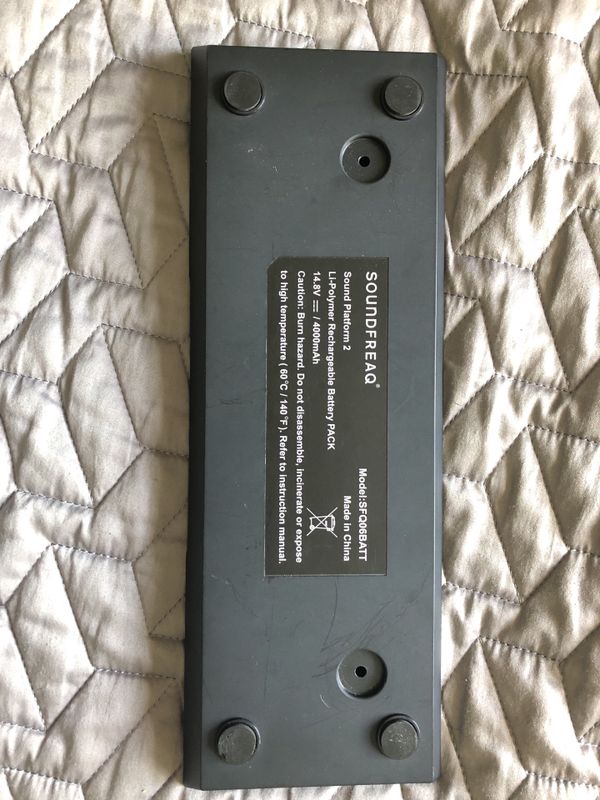 SOUNDFREAQ®
Sound Platform 2
Li-Polymer Rechargeable Battery PACK
14.8V ⎓ / 4000mAh
Caution: Burn hazard. Do not disassemble, incinerate or expose
to high temperature ( 60°C / 140°F). Refer to instruction manual.
Model:SFQ06BATT
Made in China